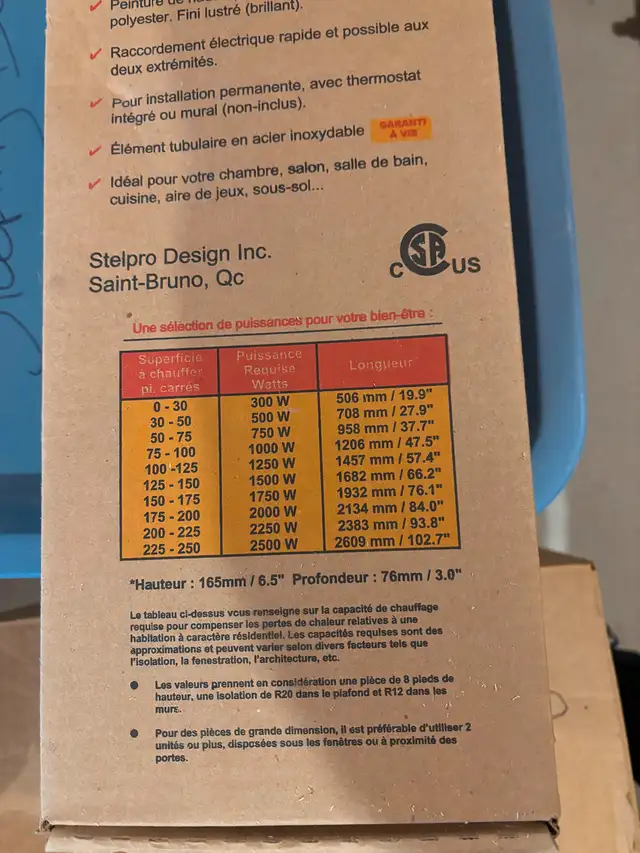 ✓ Peinture de
polyester. Fini lustré (brillant).
✓ Raccordement électrique rapide et possible aux
deux extrémités.
✓ Pour installation permanente, avec thermostat
intégré ou mural (non-inclus).
✓ Élément tubulaire en acier inoxydable GARANTI À VIE
✓ Idéal pour votre chambre, salon, salle de bain,
cuisine, aire de jeux, sous-sol...
Stelpro Design Inc.
Saint-Bruno, Qc
C CSA US
Une sélection de puissances pour votre bien-être :
Superficie à chauffer pi. carrés Puissance Requise Watts Longueur
0 - 30 300 W 506 mm / 19.9"
30 - 50 500 W 708 mm / 27.9"
50 - 75 750 W 958 mm / 37.7"
75 - 100 1000 W 1206 mm / 47.5"
100 -125 1250 W 1457 mm / 57.4"
125 - 150 1500 W 1682 mm / 66.2"
150 - 175 1750 W 1932 mm / 76.1"
175 - 200 2000 W 2134 mm / 84.0"
200 - 225 2250 W 2383 mm / 93.8"
225 - 250 2500 W 2609 mm / 102.7"
*Hauteur : 165mm / 6.5" Profondeur : 76mm / 3.0"
Le tableau ci-dessus vous renseigne sur la capacité de chauffage
requise pour compenser les pertes de chaleur relatives à une
habitation à caractère résidentiel. Les capacités requises sont des
approximations et peuvent varier selon divers facteurs tels que
l'isolation, la fenestration, l'architecture, etc.
● Les valeurs prennent en considération une pièce de 8 pieds de
hauteur, une isolation de R20 dans le plafond et R12 dans les
murs.
● Pour des pièces de grande dimension, il est préférable d'utiliser 2
unités ou plus, disposées sous les fenêtres ou à proximité des
portes.